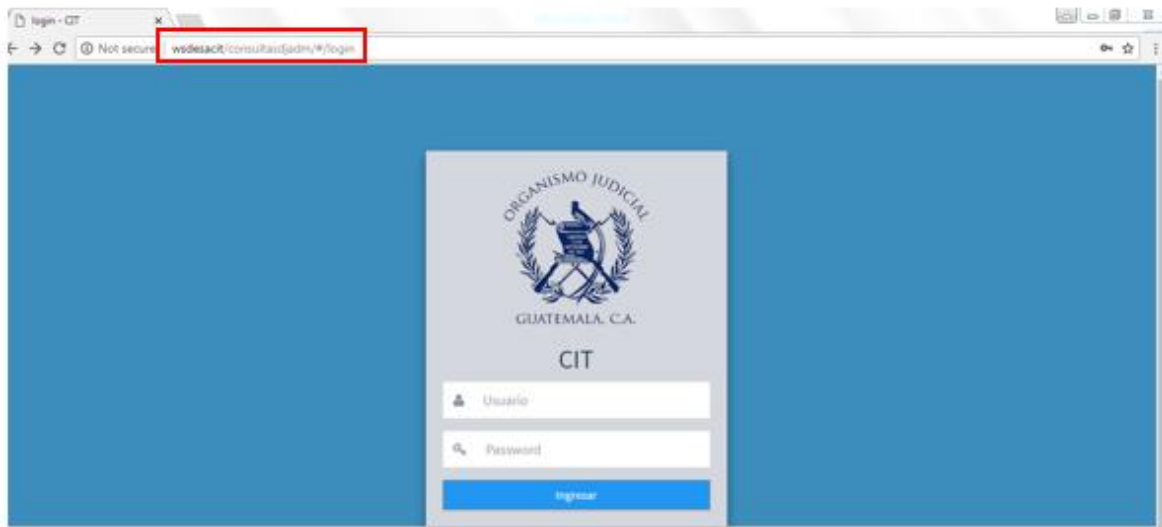 login - CIT
Not secure wsdesacit/consultasdjadm/#/login
ORGANISMO JUDICIAL
GUATEMALA, C.A.
CIT
Usuario
Password
Ingresar